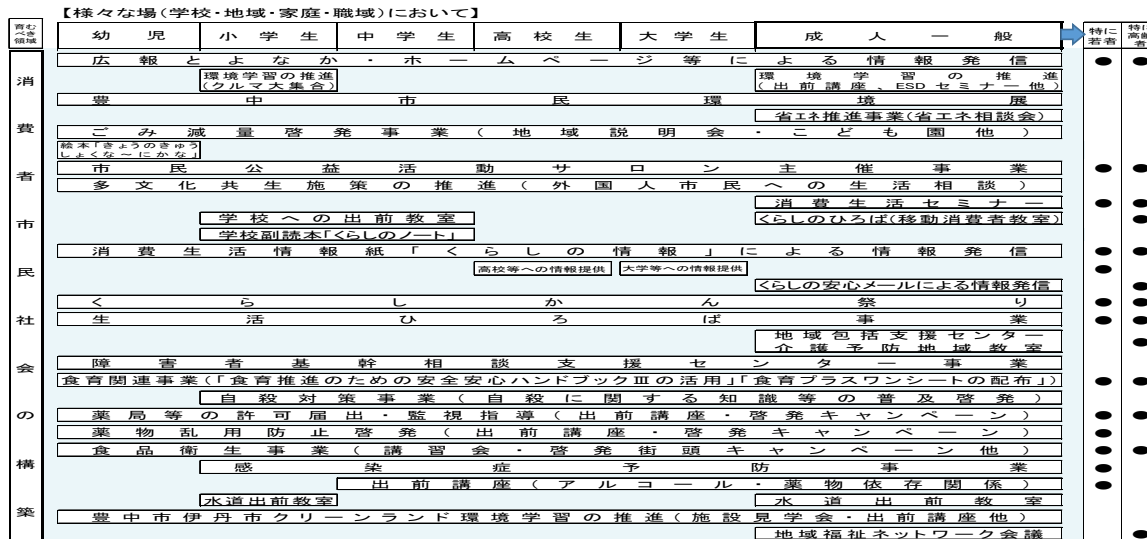 【様々な場(学校・地域・家庭・職域)において】
育むべき領域
幼児 小学生 中学生 高校生 大学生 成人一般 特に若者 特に高齢者
消費者市民社会の構築
広報とよなか・ホームページ等による情報発信 ● ●
環境学習の推進(クルマ大集合) 環境学習の推進(出前講座、ESDセミナー他)
豊中市民環境展
省エネ推進事業(省エネ相談会)
ごみ減量啓発事業(地域説明会・こども園他)
絵本「きょうのきゅうしょくな~にかな」
市民公益活動サロン主催事業 ● ●
多文化共生施策の推進(外国人市民への生活相談)
消費生活セミナー ● ●
学校への出前教室 くらしのひろば(移動消費者教室) ●
学校副読本「くらしのノート」
消費生活情報紙「くらしの情報」による情報発信 ● ●
高校等への情報提供 大学等への情報提供 ●
くらしの安心メールによる情報発信 ●
くらしかん祭り ● ●
生活ひろば事業 ● ●
地域包括支援センター介護予防地域教室 ●
障害者基幹相談支援センター事業
食育関連事業(「食育推進のための安全安心ハンドブックⅢの活用」「食育プラスワンシートの配布」) ● ●
自殺対策事業(自殺に関する知識等の普及啓発)
薬局等の許可届出・監視指導(出前講座・啓発キャンペーン) ● ●
薬物乱用防止啓発(出前講座・啓発キャンペーン) ●
食品衛生事業(講習会・啓発街頭キャンペーン他) ● ●
感染症予防事業 ●
出前講座(アルコール・薬物依存関係) ●
水道出前教室 水道出前教室
豊中市伊丹市クリーンランド環境学習の推進(施設見学会・出前講座他)
地域福祉ネットワーク会議 ●